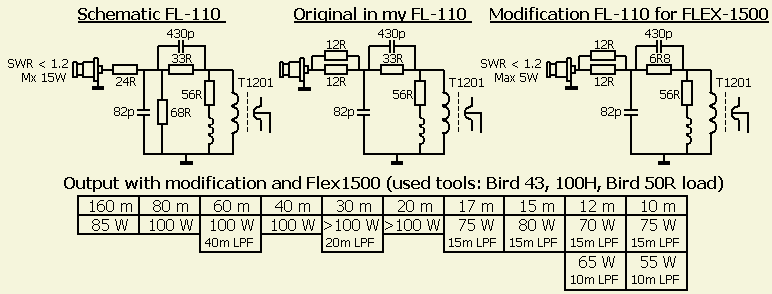 Schematic FL-110
Original in my FL-110
Modification FL-110 for FLEX-1500
SWR < 1.2
Mx 15W
24R
82p
68R
430p
33R
56R
T1201
12R
12R
82p
430p
33R
56R
T1201
SWR < 1.2
Max 5W
12R
12R
82p
430p
6R8
56R
T1201
Output with modification and Flex1500 (used tools: Bird 43, 100H, Bird 50R load)
160 m 80 m 60 m 40 m 30 m 20 m 17 m 15 m 12 m 10 m
85 W 100 W 100 W 100 W >100 W >100 W 75 W 80 W 70 W 75 W
40m LPF 20m LPF 15m LPF 15m LPF 15m LPF 15m LPF
65 W 55 W
10m LPF 10m LPF